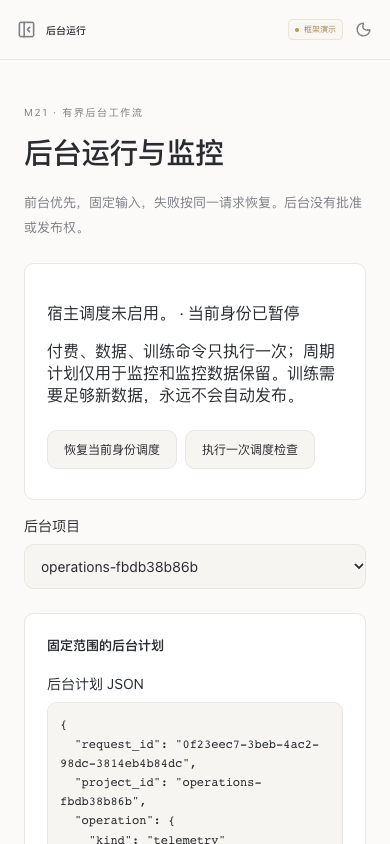 后台运行
框架演示
M21 · 有界后台工作流
后台运行与监控
前台优先，固定输入，失败按同一请求恢复。后台没有批准
或发布权。
宿主调度未启用。 · 当前身份已暂停
付费、数据、训练命令只执行一次；周期
计划仅用于监控和监控数据保留。训练需
要足够新数据，永远不会自动发布。
恢复当前身份调度
执行一次调度检查
后台项目
operations-fbdb38b86b
固定范围的后台计划
后台计划 JSON
{
"request_id": "0f23eec7-3beb-4ac2-
98dc-3814eb4b84dc",
"project_id": "operations-
fbdb38b86b",
"operation": {
"kind": "telemetry"